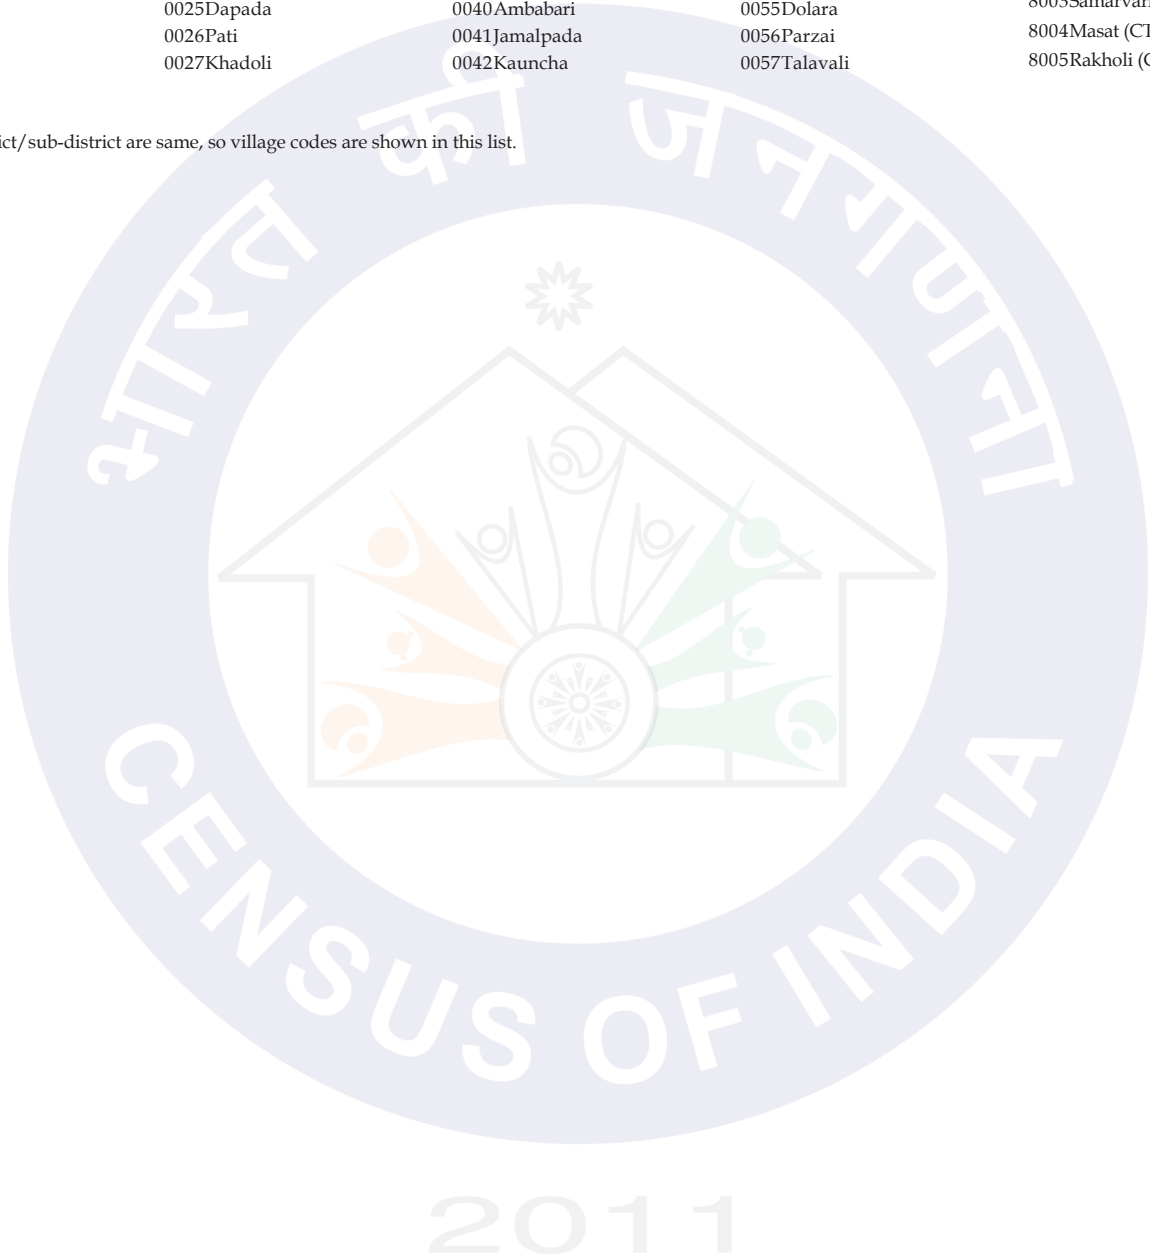 0025Dapada 0040Ambabari 0055Dolara
0026Pati 0041Jamalpada 0056Parzai 8004Masat
0027Khadoli 0042Kauncha 0057Talavali 8005Rakholi
ict/sub-district are same, so village codes are shown in this list.
भारत की जनगणना
CENSUS OF INDIA
2011